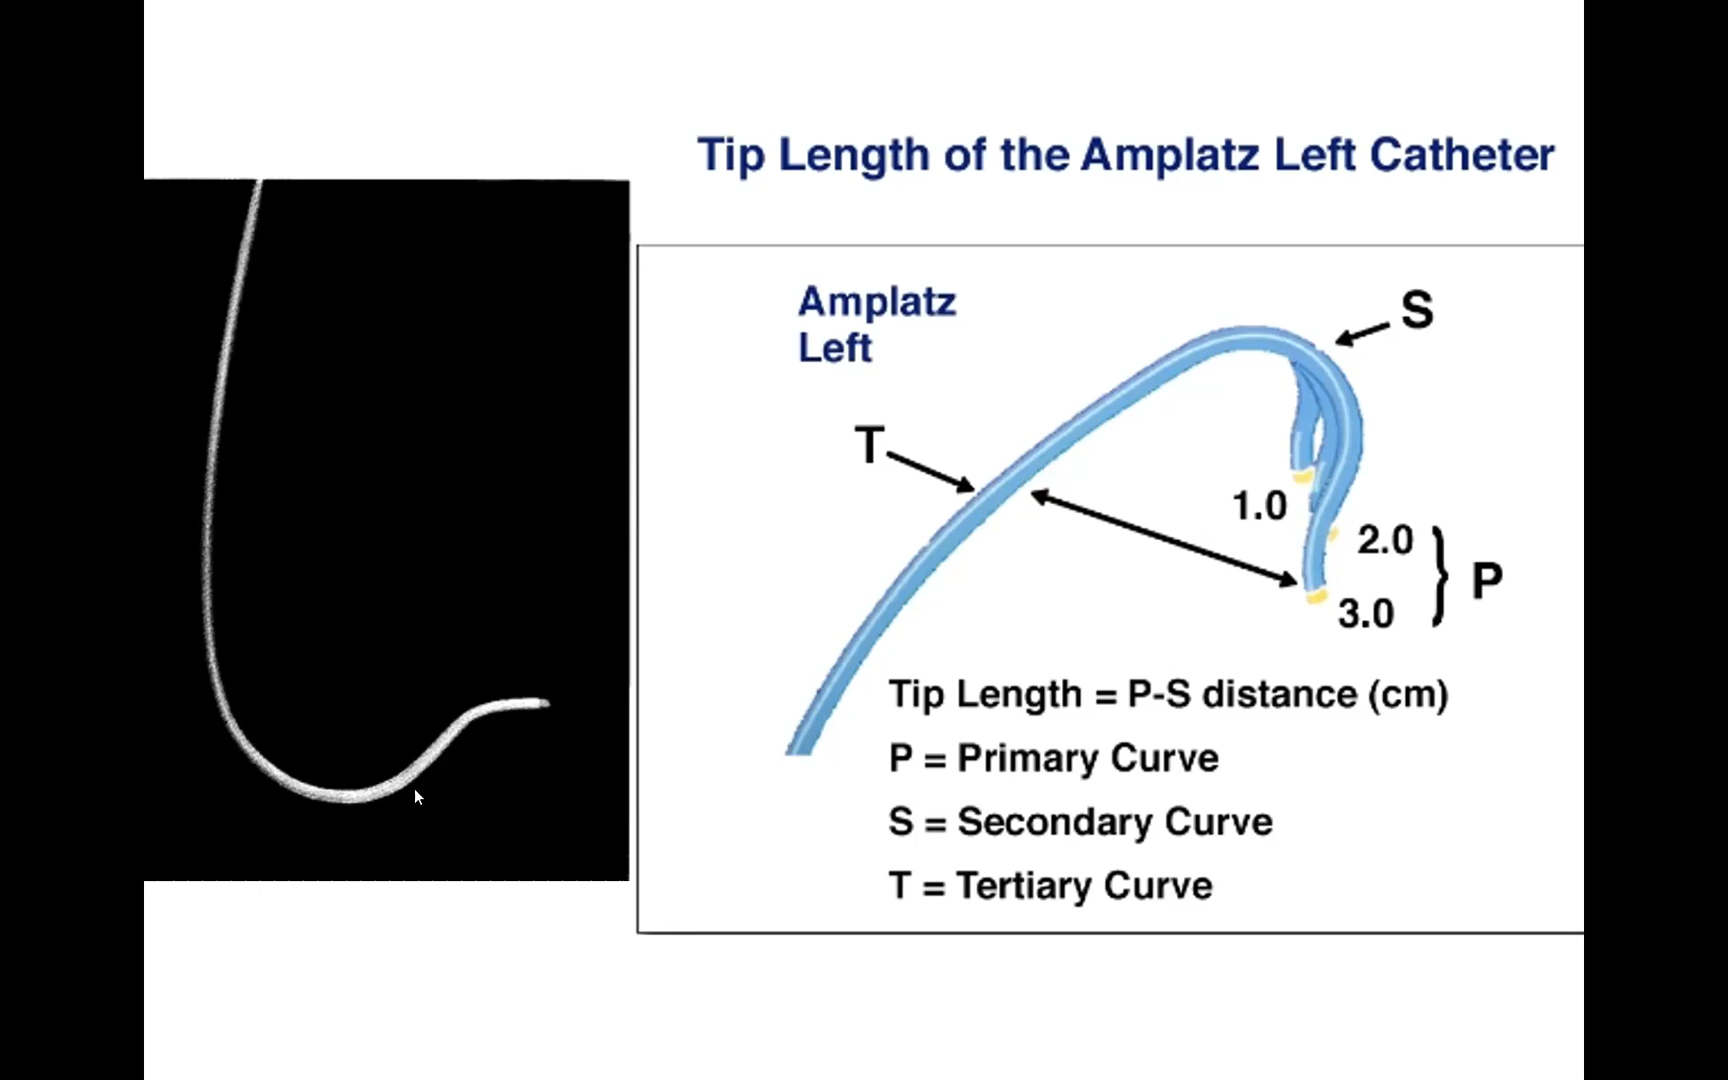 Tip Length of the Amplatz Left Catheter
Amplatz
Left
S
T
1.0
2.0
P
3.0
Tip Length = P-S distance (cm)
P = Primary Curve
S = Secondary Curve
T = Tertiary Curve